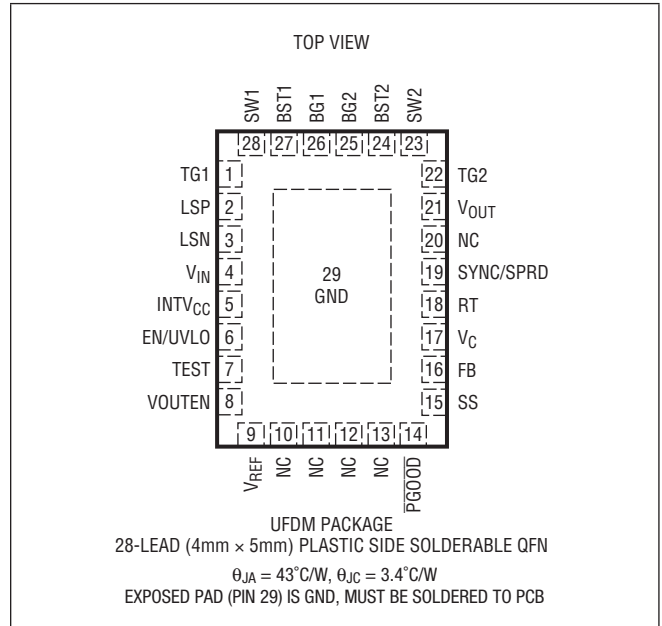 TOP VIEW
SW1 BST1 BG1 BG2 BST2 SW2
28 27 26 25 24 23
TG1 1 22 TG2
LSP 2 21 VOUT
LSN 3 20 NC
VIN 4 19 SYNC/SPRD
29
GND
INTVCC 5 18 RT
EN/UVLO 6 17 VC
TEST 7 16 FB
VOUTEN 8 15 SS
9 10 11 12 13 14
VREF NC NC NC NC PGOOD
UFDM PACKAGE
28-LEAD (4mm × 5mm) PLASTIC SIDE SOLDERABLE QFN
θJA = 43°C/W, θJC = 3.4°C/W
EXPOSED PAD (PIN 29) IS GND, MUST BE SOLDERED TO PCB